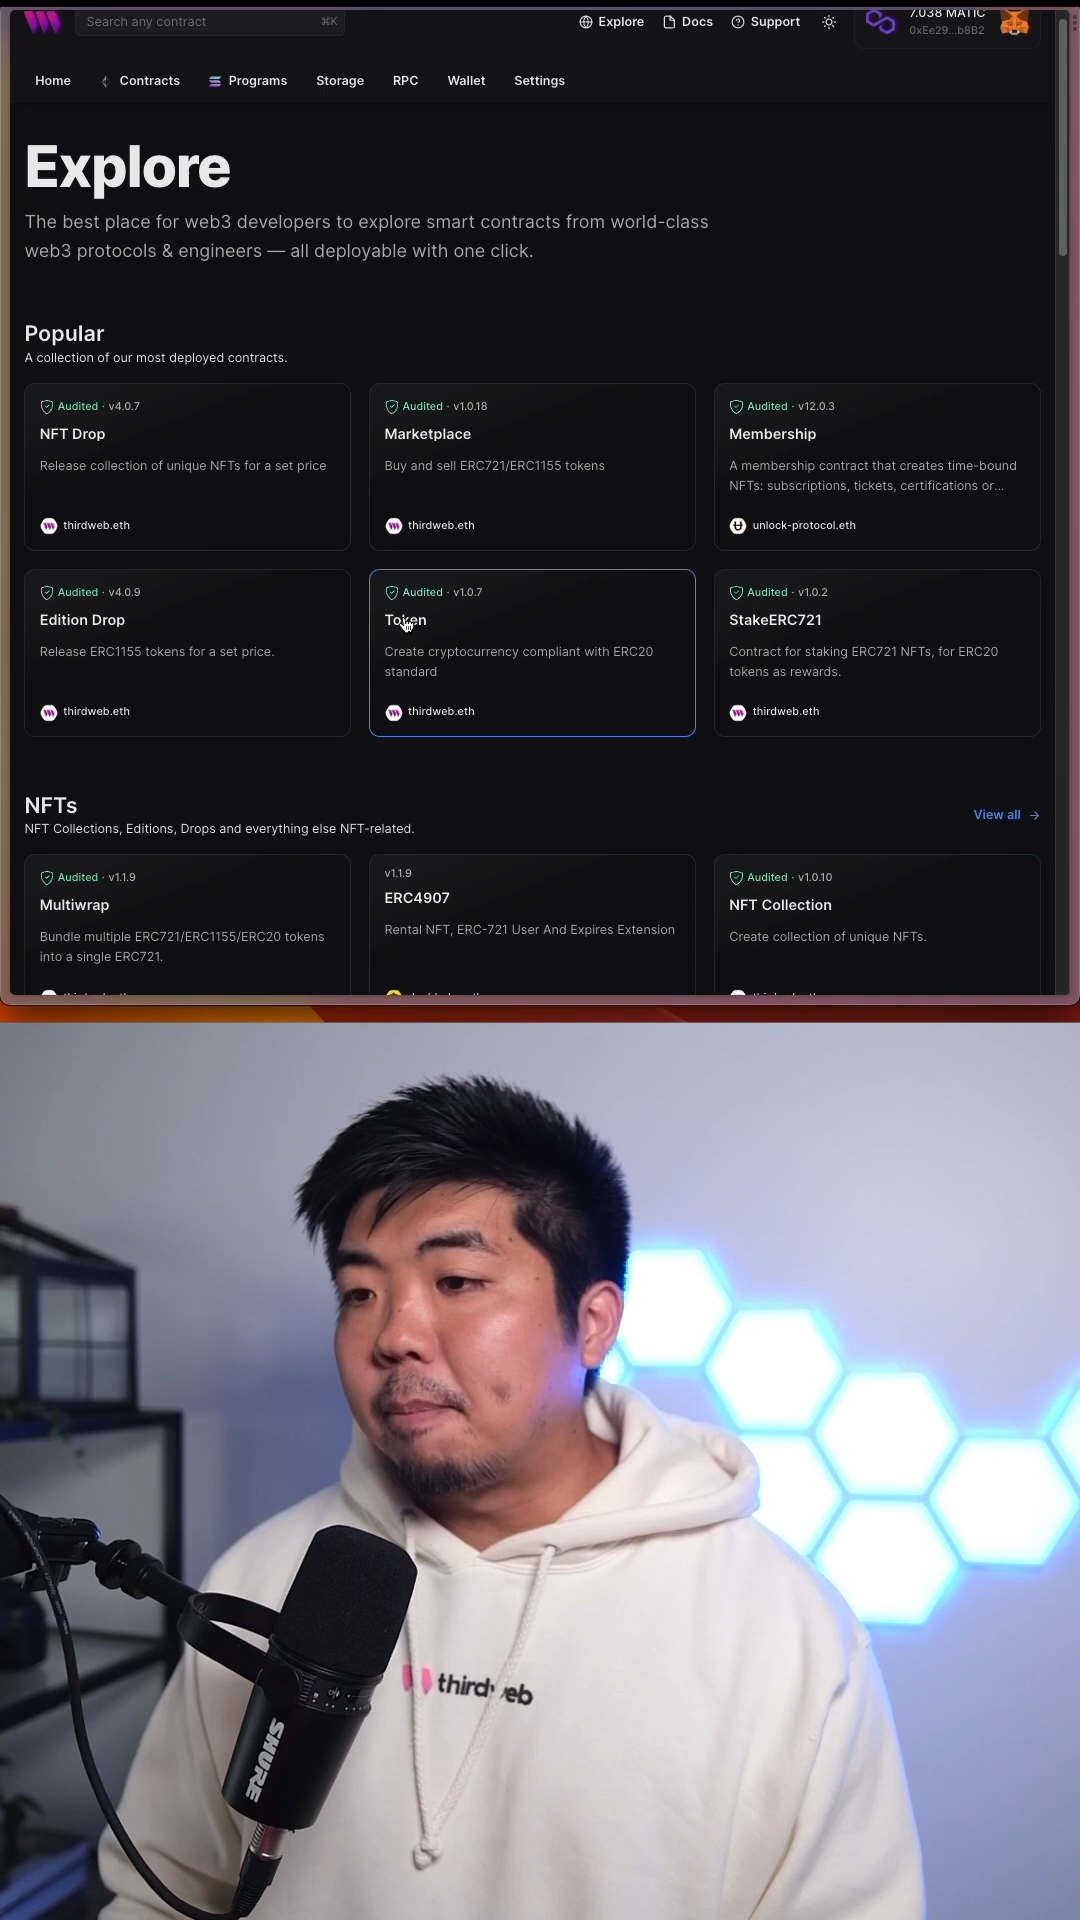 Search any contract
⌘K
Explore
Docs
Support
7.038 MATIC
0xEe29...b8B2
Home
Contracts
Programs
Storage
RPC
Wallet
Settings
Explore
The best place for web3 developers to explore smart contracts from world-class
web3 protocols & engineers — all deployable with one click.
Popular
A collection of our most deployed contracts.
Audited · v4.0.7
NFT Drop
Release collection of unique NFTs for a set price
thirdweb.eth
Audited · v1.0.18
Marketplace
Buy and sell ERC721/ERC1155 tokens
thirdweb.eth
Audited · v12.0.3
Membership
A membership contract that creates time-bound
NFTs: subscriptions, tickets, certifications or...
unlock-protocol.eth
Audited · v4.0.9
Edition Drop
Release ERC1155 tokens for a set price.
thirdweb.eth
Audited · v1.0.7
Token
Create cryptocurrency compliant with ERC20
standard
thirdweb.eth
Audited · v1.0.2
StakeERC721
Contract for staking ERC721 NFTs, for ERC20
tokens as rewards.
thirdweb.eth
NFTs
NFT Collections, Editions, Drops and everything else NFT-related.
View all →
Audited · v1.1.9
Multiwrap
Bundle multiple ERC721/ERC1155/ERC20 tokens
into a single ERC721.
v1.1.9
ERC4907
Rental NFT, ERC-721 User And Expires Extension
Audited · v1.0.10
NFT Collection
Create collection of unique NFTs.
thirdweb
SHURE